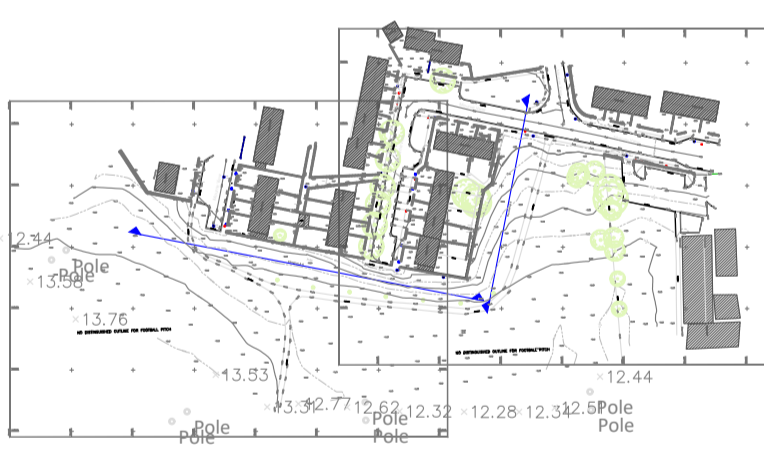 12.44
Pole
Pole
13.58
13.76
NO DISTINGUISHED OUTLINE FOR FOOTBALL PITCH
NO DISTINGUISHED OUTLINE FOR FOOTBALL PITCH
13.53
12.44
13.31
12.77
12.62
12.32
12.28
12.34
12.51
Pole
Pole
Pole
Pole
Pole
Pole